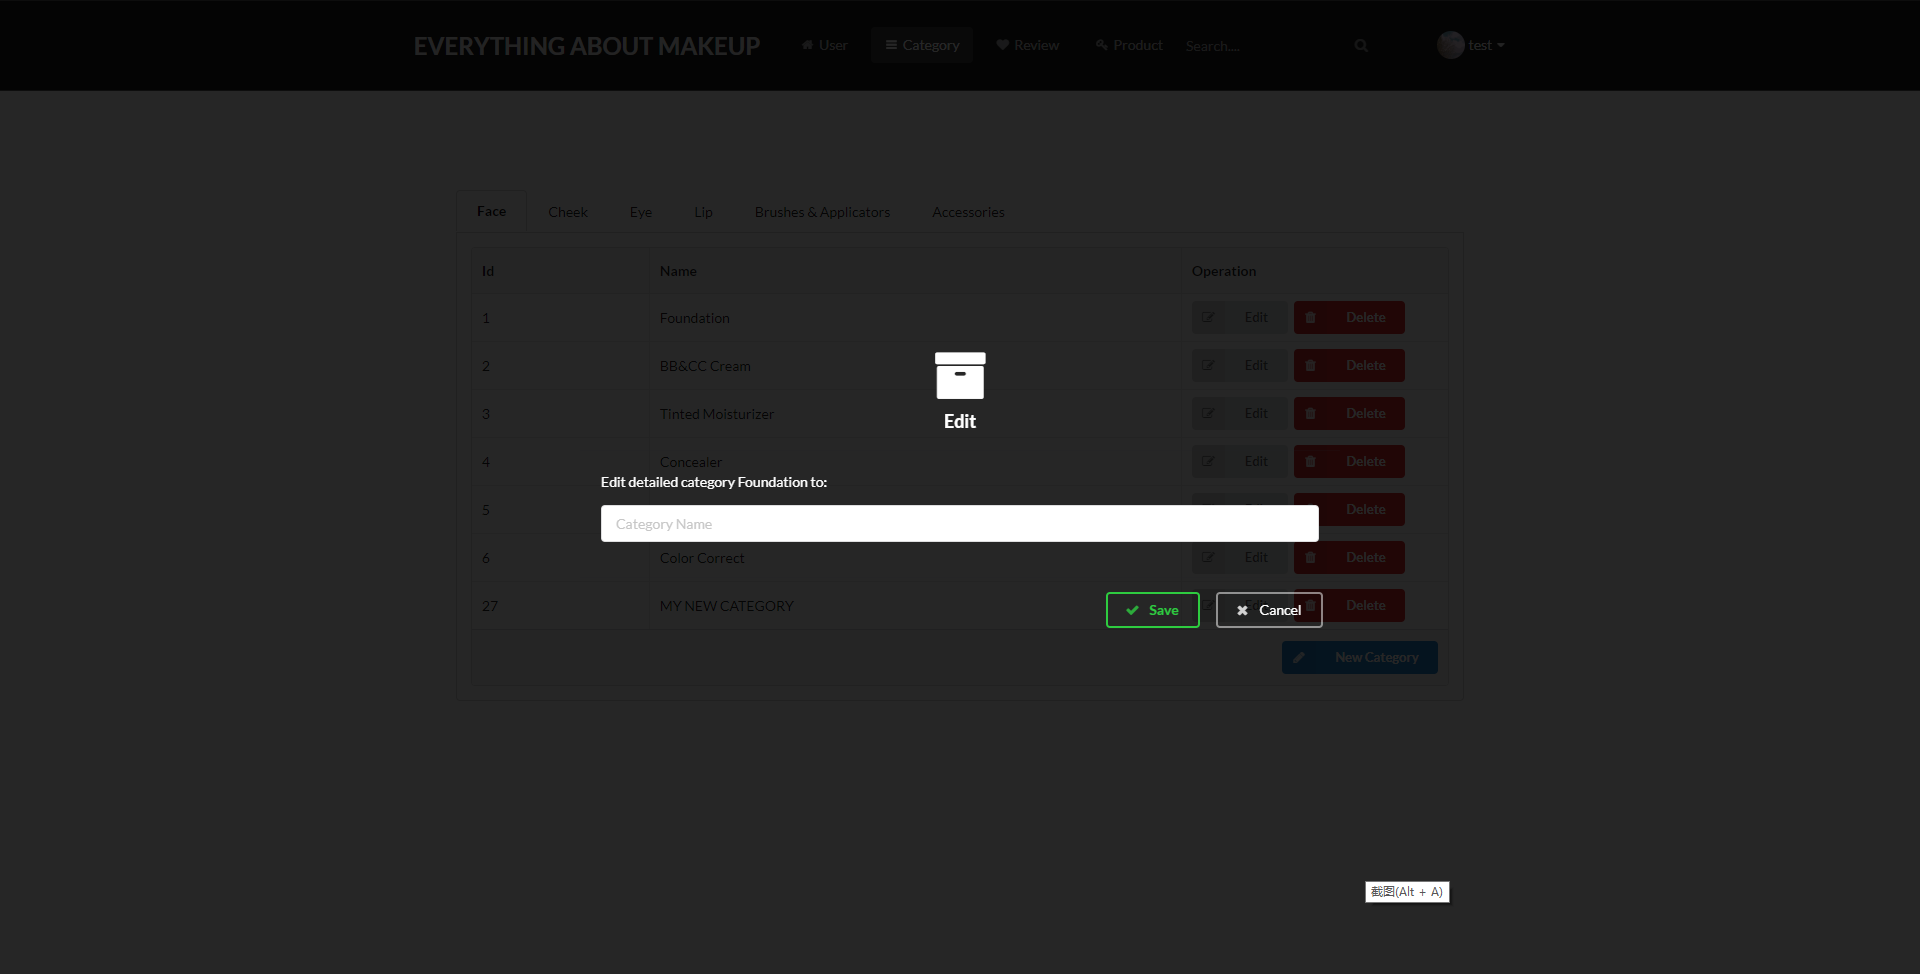 EVERYTHING ABOUT MAKEUP User Category Review Product Search.... test
Face Cheek Eye Lip Brushes & Applicators Accessories
Id Name Operation
1 Foundation Edit Delete
2 BB&CC Cream Edit Delete
3 Tinted Moisturizer Edit Delete
Edit
4 Concealer Edit Delete
Edit detailed category Foundation to:
5 Delete
Category Name
6 Color Correct Edit Delete
27 MY NEW CATEGORY Edit Delete
Save Cancel
New Category
截图(Alt + A)